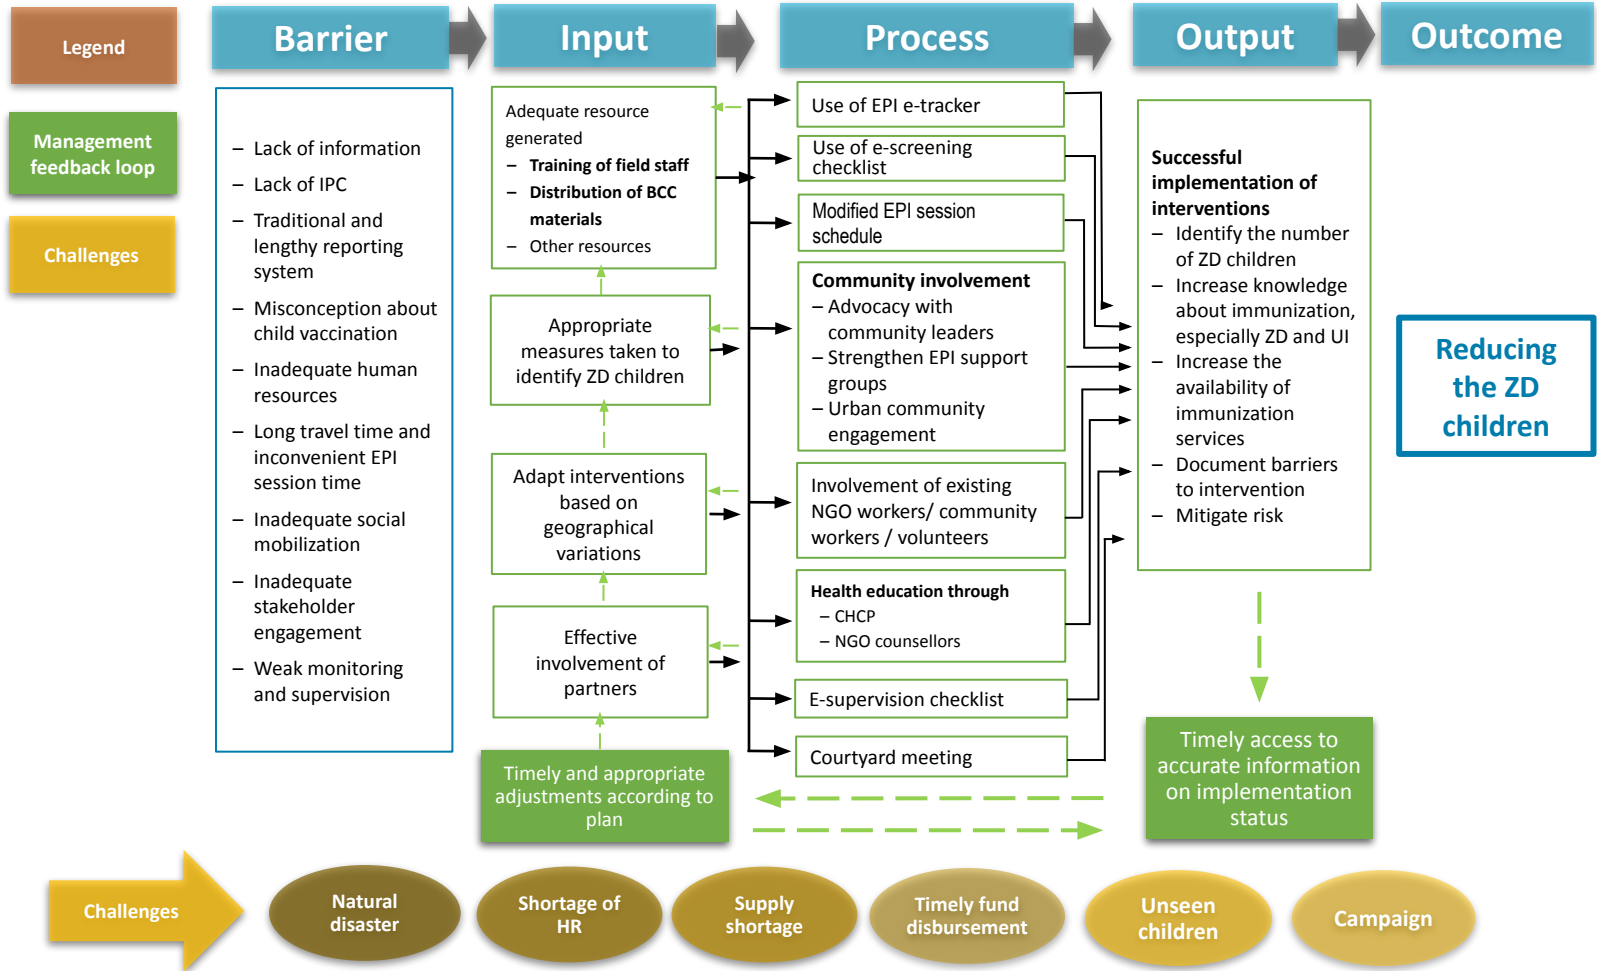 Legend
Management
feedback loop
Challenges
Barrier
Input
Process
Output
Outcome
– Lack of information
– Lack of IPC
– Traditional and
lengthy reporting
system
– Misconception about
child vaccination
– Inadequate human
resources
– Long travel time and
inconvenient EPI
session time
– Inadequate social
mobilization
– Inadequate
stakeholder
engagement
– Weak monitoring
and supervision
Adequate resource
generated
– Training of field staff
– Distribution of BCC
materials
– Other resources
Appropriate
measures taken to
identify ZD children
Adapt interventions
based on
geographical
variations
Effective
involvement of
partners
Timely and appropriate
adjustments according to
plan
Use of EPI e-tracker
Use of e-screening
checklist
Modified EPI session
schedule
Community involvement
– Advocacy with
community leaders
– Strengthen EPI support
groups
– Urban community
engagement
Involvement of existing
NGO workers/ community
workers / volunteers
Health education through
– CHCP
– NGO counsellors
E-supervision checklist
Courtyard meeting
Successful
implementation of
interventions
– Identify the number
of ZD children
– Increase knowledge
about immunization,
especially ZD and UI
– Increase the
availability of
immunization
services
– Document barriers
to intervention
– Mitigate risk
Timely access to
accurate information
on implementation
status
Reducing
the ZD
children
Challenges
Natural
disaster
Shortage of
HR
Supply
shortage
Timely fund
disbursement
Unseen
children
Campaign